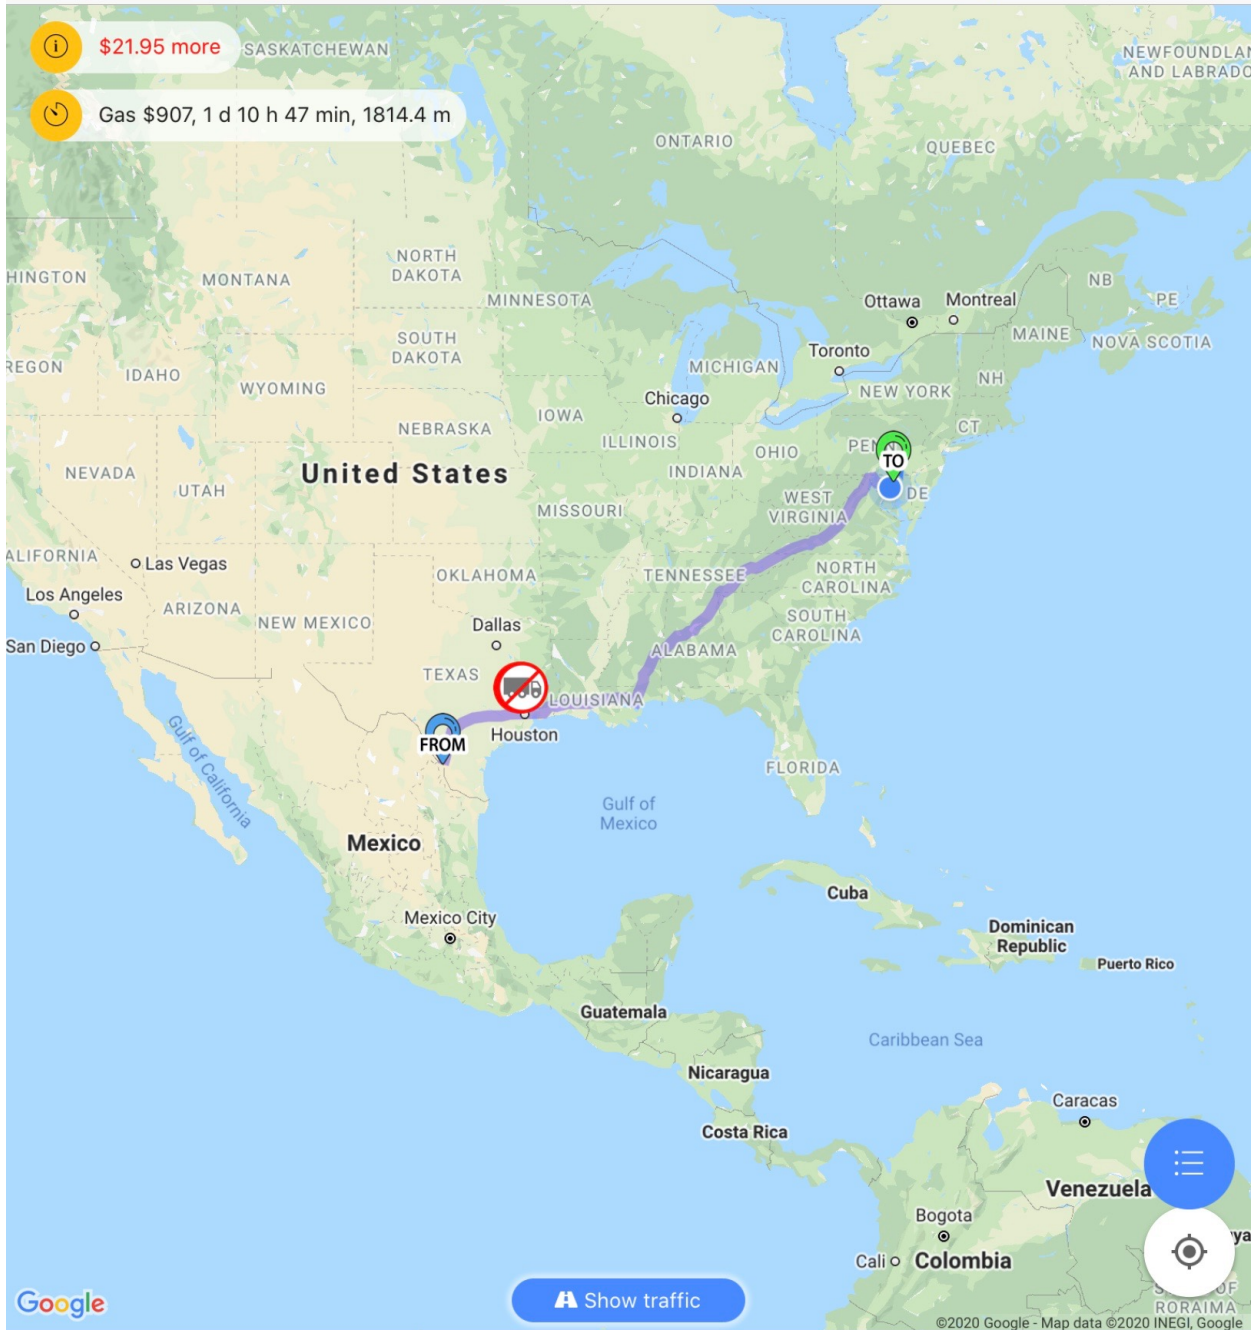 $21.95 more
Gas $907, 1 d 10 h 47 min, 1814.4 m
SASKATCHEWAN
NEWFOUNDLAN
AND LABRADO
ONTARIO
QUEBEC
HINGTON
MONTANA
NORTH
DAKOTA
MINNESOTA
Ottawa
Montreal
NB
PE
MAINE
NOVA SCOTIA
SOUTH
DAKOTA
REGON
IDAHO
WYOMING
MICHIGAN
Toronto
NEW YORK
NH
Chicago
IOWA
NEBRASKA
ILLINOIS
INDIANA
OHIO
PENN
CT
TO
DE
NEVADA
UTAH
United States
MISSOURI
WEST
VIRGINIA
ALIFORNIA
Las Vegas
OKLAHOMA
TENNESSEE
NORTH
CAROLINA
Los Angeles
ARIZONA
NEW MEXICO
Dallas
SOUTH
CAROLINA
San Diego
ALABAMA
TEXAS
LOUISIANA
FROM
Houston
Gulf of California
FLORIDA
Gulf of
Mexico
Mexico
Cuba
Mexico City
Dominican
Republic
Puerto Rico
Guatemala
Caribbean Sea
Nicaragua
Caracas
Costa Rica
Venezuela
Bogota
ya
Cali
Colombia
Google
Show traffic
OF
RORAIMA
©2020 Google - Map data ©2020 INEGI, Google